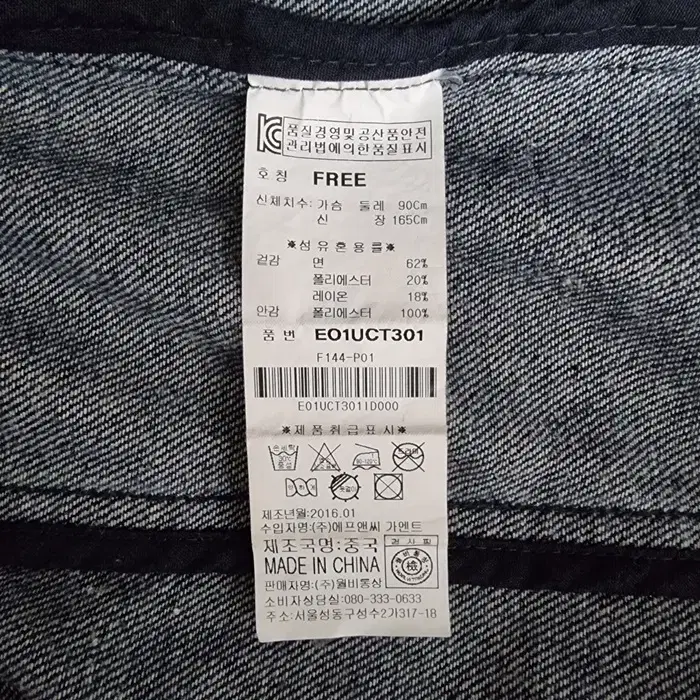 품질경영및공산품안전
관리법에의한품질표시
호칭 FREE
신체치수: 가슴 둘레 90Cm
신 장 165Cm
※섬유혼용률※
겉감 면 62%
폴리에스터 20%
레이온 18%
안감 폴리에스터 100%
품 번 E01UCT301
F144-P01
E01UCT301ID000
※제품취급표시※
제조년월:2016.01
수입자명:(주)에프앤씨 가멘트
제조국명:중국
검사필
MADE IN CHINA
판매자명:(주)월비통상
소비자상담실:080-333-0633
주소:서울성동구성수2가317-18